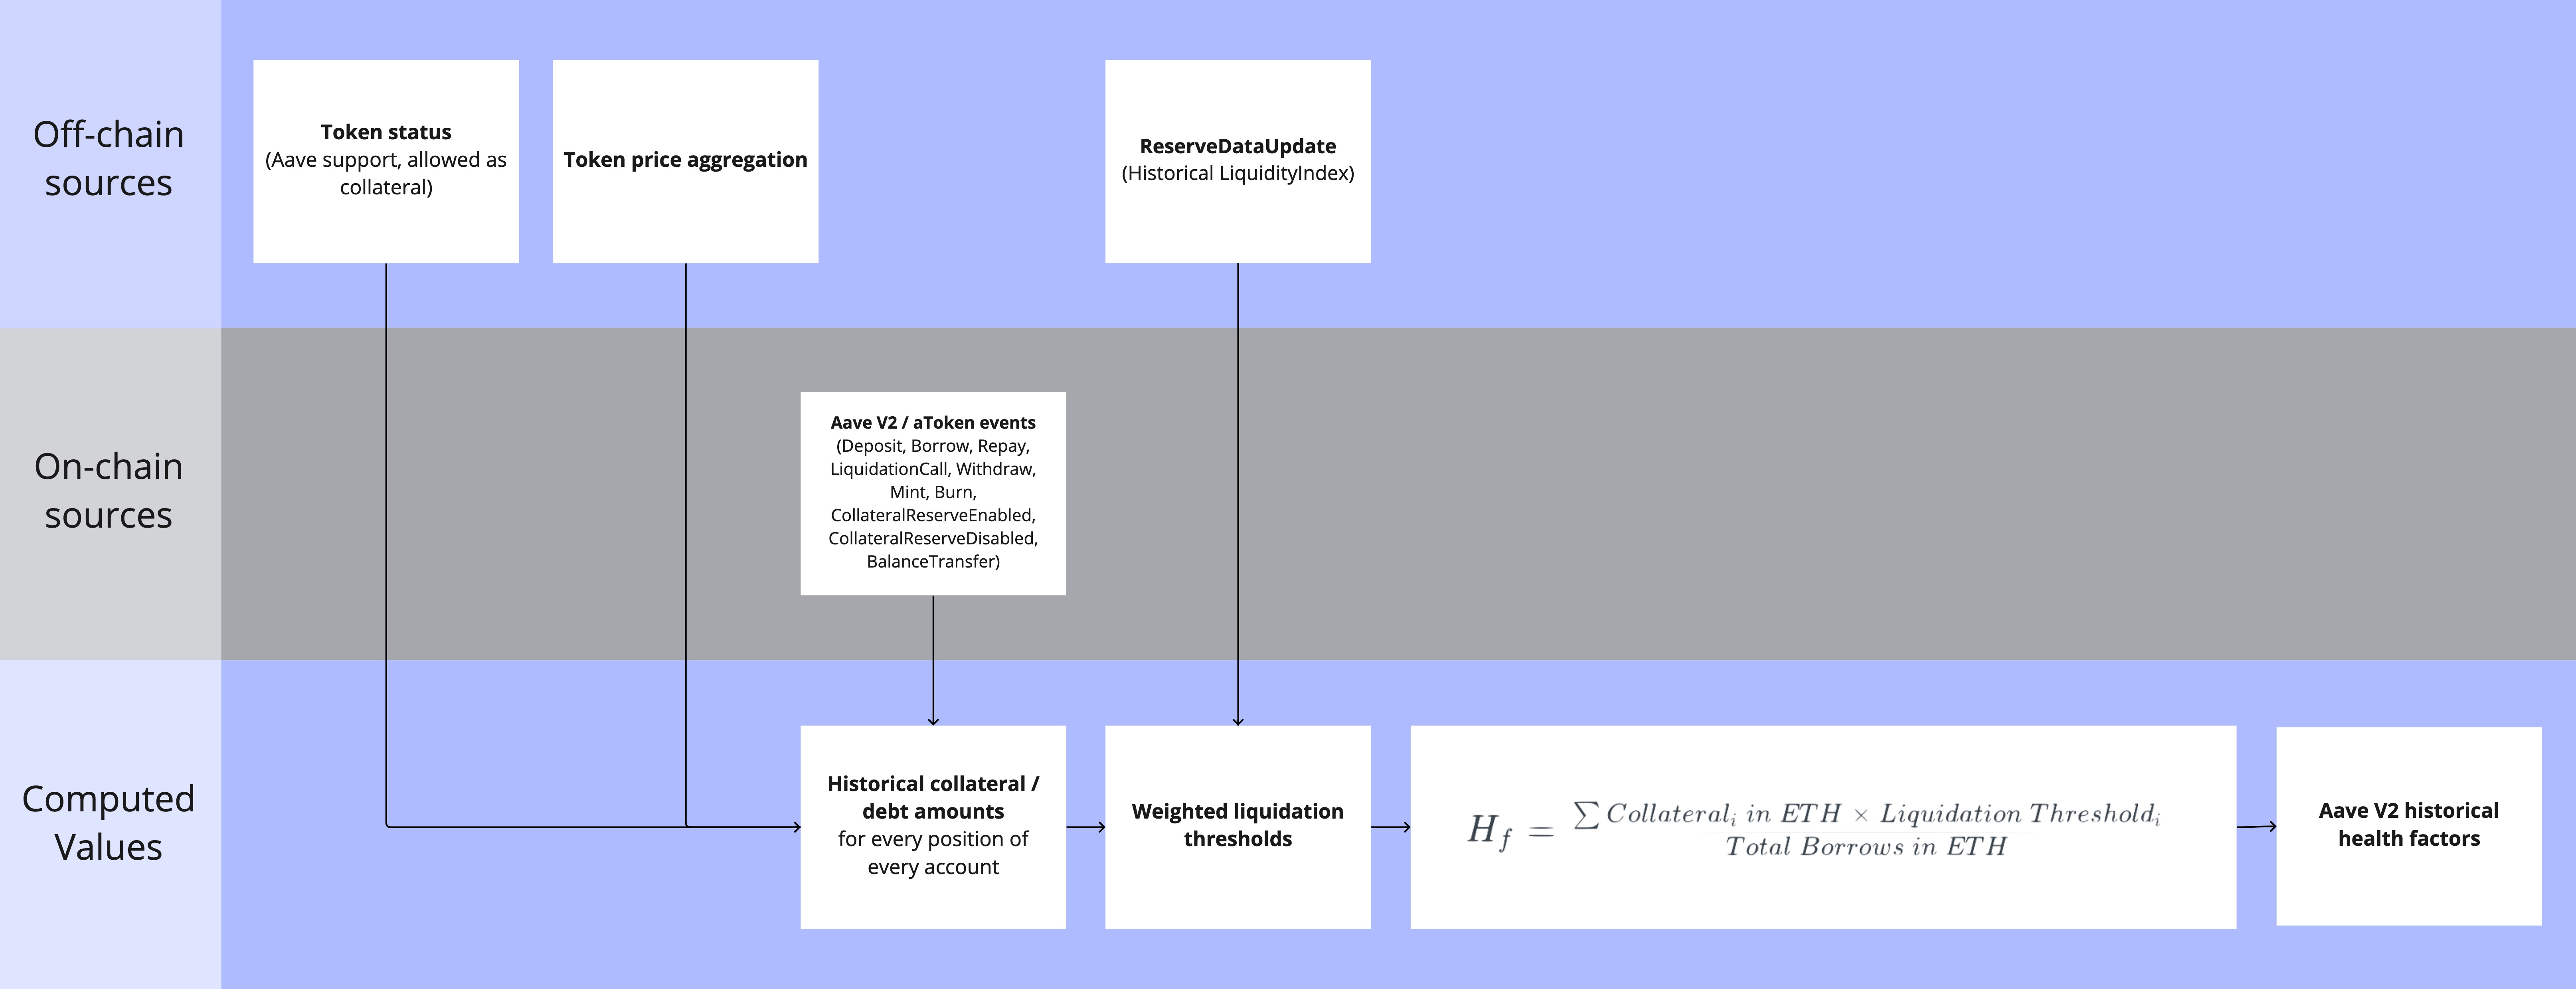 Off-chain
sources
Token status
(Aave support, allowed as
collateral)
Token price aggregation
ReserveDataUpdate
(Historical LiquidityIndex)
On-chain
sources
Aave V2 / aToken events
(Deposit, Borrow, Repay,
LiquidationCall, Withdraw,
Mint, Burn,
CollateralReserveEnabled,
CollateralReserveDisabled,
BalanceTransfer)
Computed
Values
Historical collateral /
debt amounts
for every position of
every account
Weighted liquidation
thresholds
H_f = ∑ Collateral_i in ETH × Liquidation Threshold_i
Total Borrows in ETH
Aave V2 historical
health factors